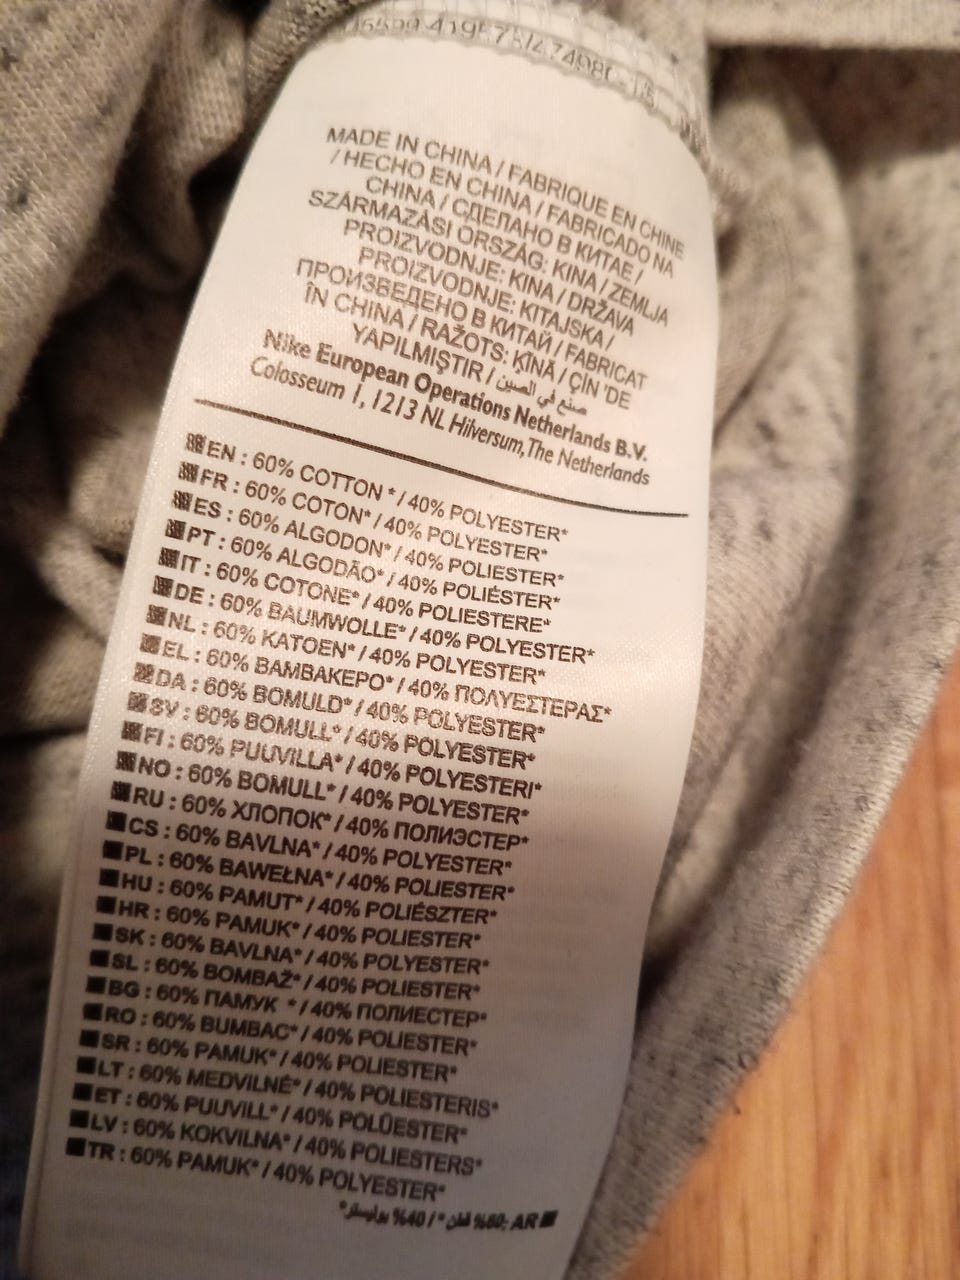 MADE IN CHINA / FABRIQUE EN CHINE
/ HECHO EN CHINA / FABRICADO NA
CHINA / СДЕЛАНО В КИТАЕ /
SZÁRMAZÁSI ORSZÁG: KINA / ZEMLJA
PROIZVODNJE: KINA / DRŽAVA
PROIZVODNJE: KITAJSKA /
ПРОИЗВЕДЕНО В КИТАЙ / FABRICAT
ÎN CHINA / RAŽOTS: ĶĪNĀ / ÇİN 'DE
YAPILMIŞTIR / صنع في الصين
Nike European Operations Netherlands B.V.
Colosseum 1, 1213 NL Hilversum, The Netherlands
EN : 60% COTTON * / 40% POLYESTER*
FR : 60% COTON* / 40% POLYESTER*
ES : 60% ALGODON* / 40% POLIESTER*
PT : 60% ALGODÃO* / 40% POLIÉSTER*
IT : 60% COTONE* / 40% POLIESTERE*
DE : 60% BAUMWOLLE* / 40% POLYESTER*
NL : 60% KATOEN* / 40% POLYESTER*
EL : 60% ΒΑΜΒΑΚΕΡΟ* / 40% ΠΟΛΥΕΣΤΕΡΑΣ*
DA : 60% BOMULD* / 40% POLYESTER*
SV : 60% BOMULL* / 40% POLYESTER*
FI : 60% PUUVILLA* / 40% POLYESTERI*
NO : 60% BOMULL* / 40% POLYESTER*
RU : 60% ХЛОПОК* / 40% ПОЛИЭСТЕР*
CS : 60% BAVLNA* / 40% POLYESTER*
PL : 60% BAWEŁNA* / 40% POLIESTER*
HU : 60% PAMUT* / 40% POLIÉSZTER*
HR : 60% PAMUK* / 40% POLIESTER*
SK : 60% BAVLNA* / 40% POLYESTER*
SL : 60% BOMBAŽ* / 40% POLIESTER*
BG : 60% ПАМУК * / 40% ПОЛИЕСТЕР*
RO : 60% BUMBAC* / 40% POLIESTER*
SR : 60% PAMUK* / 40% POLIESTER*
LT : 60% MEDVILNĖ* / 40% POLIESTERIS*
ET : 60% PUUVILL* / 40% POLÜESTER*
LV : 60% KOKVILNA* / 40% POLIESTERS*
TR : 60% PAMUK* / 40% POLYESTER*
AR :60% قطن * / 40% بوليستر*